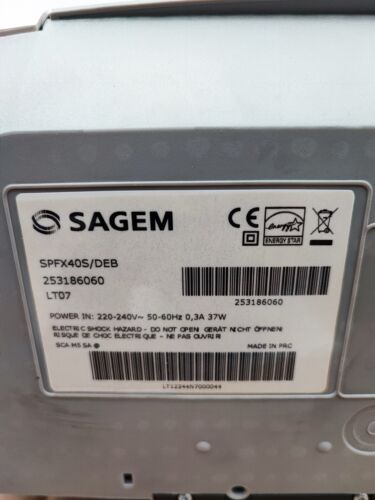 SAGEM
CE
ENERGY STAR
SPFX40S/DEB
253186060
LT07
253186060
POWER IN: 220-240V~ 50-60Hz 0,3A 37W
ELECTRIC SHOCK HAZARD - DO NOT OPEN! GERÄT NICHT ÖFFNEN!
RISQUE DE CHOC ELECTRIQUE - NE PAS OUVRIR
SCA M5 SA
MADE IN PRC
LT12244N7000044